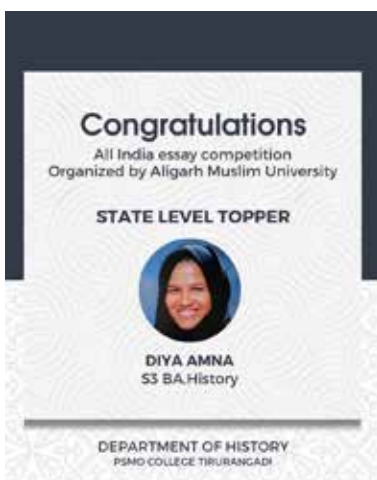 Congratulations
All India essay competition
Organized by Aligarh Muslim University
STATE LEVEL TOPPER
DIYA AMNA
S3 BA.History
DEPARTMENT OF HISTORY
PSMO COLLEGE TIRURANGADI